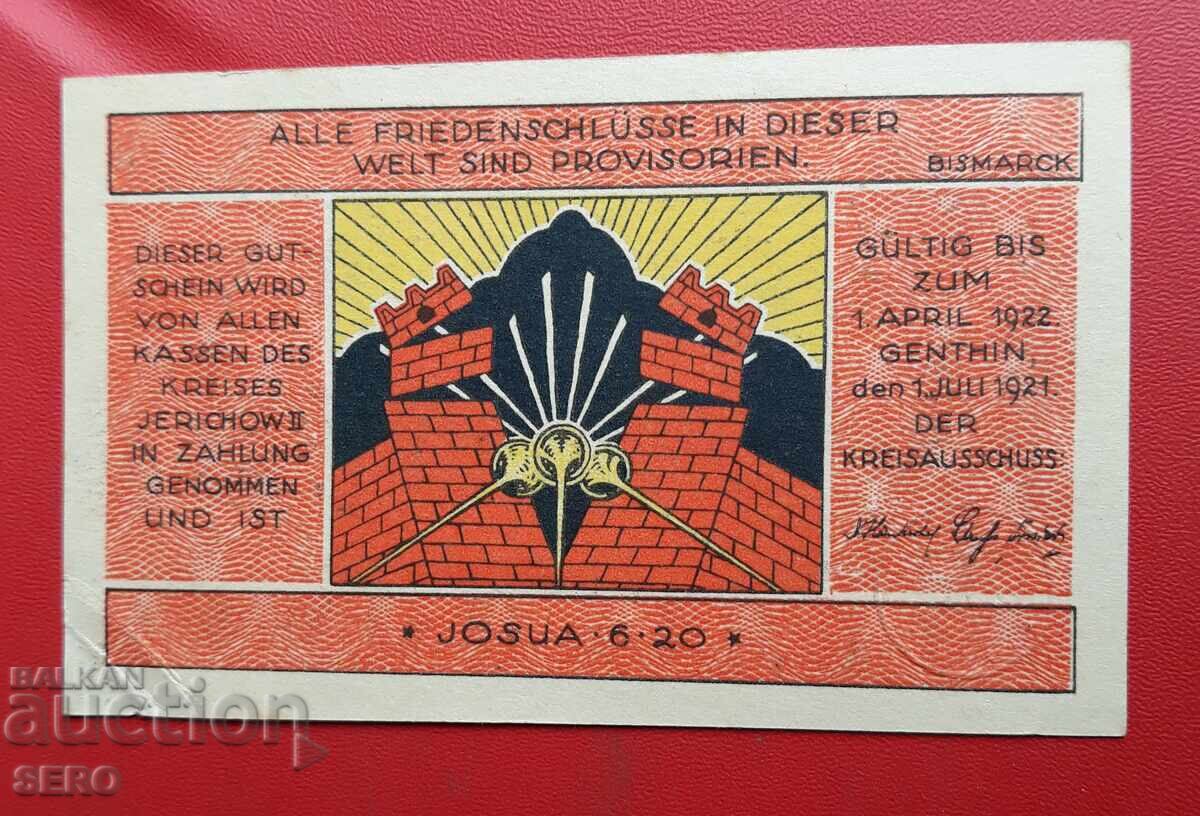 ALLE FRIEDENSCHLÜSSE IN DIESER
WELT SIND PROVISORIEN.
BISMARCK
DIESER GUT-
SCHEIN WIRD
VON ALLEN
KASSEN DES
KREISES
JERICHOW II
IN ZAHLUNG
GENOMMEN
UND IST
GÜLTIG BIS
ZUM
1. APRIL 1922.
GENTHIN,
den 1. JULI 1921.
DER
KREISAUSSCHUSS
* JOSUA · 6 · 20 *
BALKAN
auction
SERO